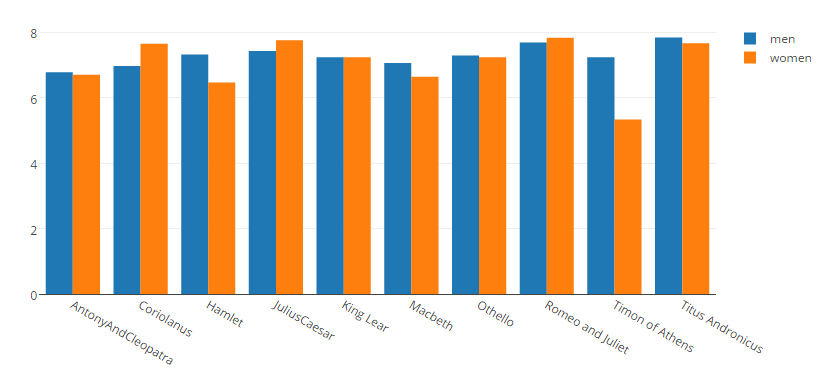 8
6
4
2
0
AntonyAndCleopatra
Coriolanus
Hamlet
JuliusCaesar
King Lear
Macbeth
Othello
Romeo and Juliet
Timon of Athens
Titus Andronicus
men
women